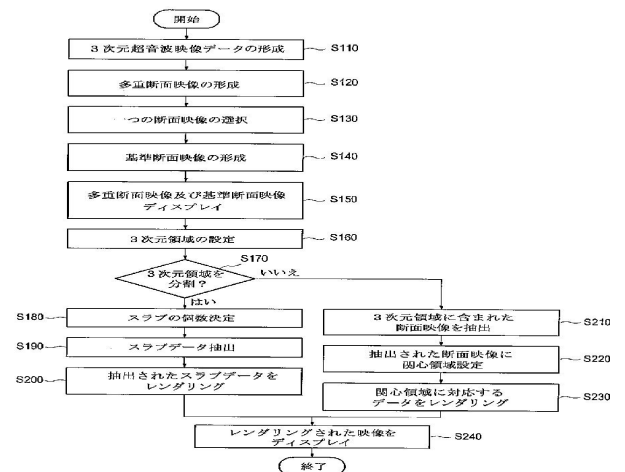 開始
3次元超音波映像データの形成
S110
多重断面映像の形成
S120
一つの断面映像の選択
S130
基準断面映像の形成
S140
多重断面映像及び基準断面映像
ディスプレイ
S150
3次元領域の設定
S160
S170
3次元領域を
分割？
いいえ
はい
S180
スラブの個数決定
S190
スラブデータ抽出
S200
抽出されたスラブデータを
レンダリング
3次元領域に含まれた
断面映像を抽出
S210
抽出された断面映像に
関心領域設定
S220
関心領域に対応する
データをレンダリング
S230
レンダリングされた映像を
ディスプレイ
S240
終了